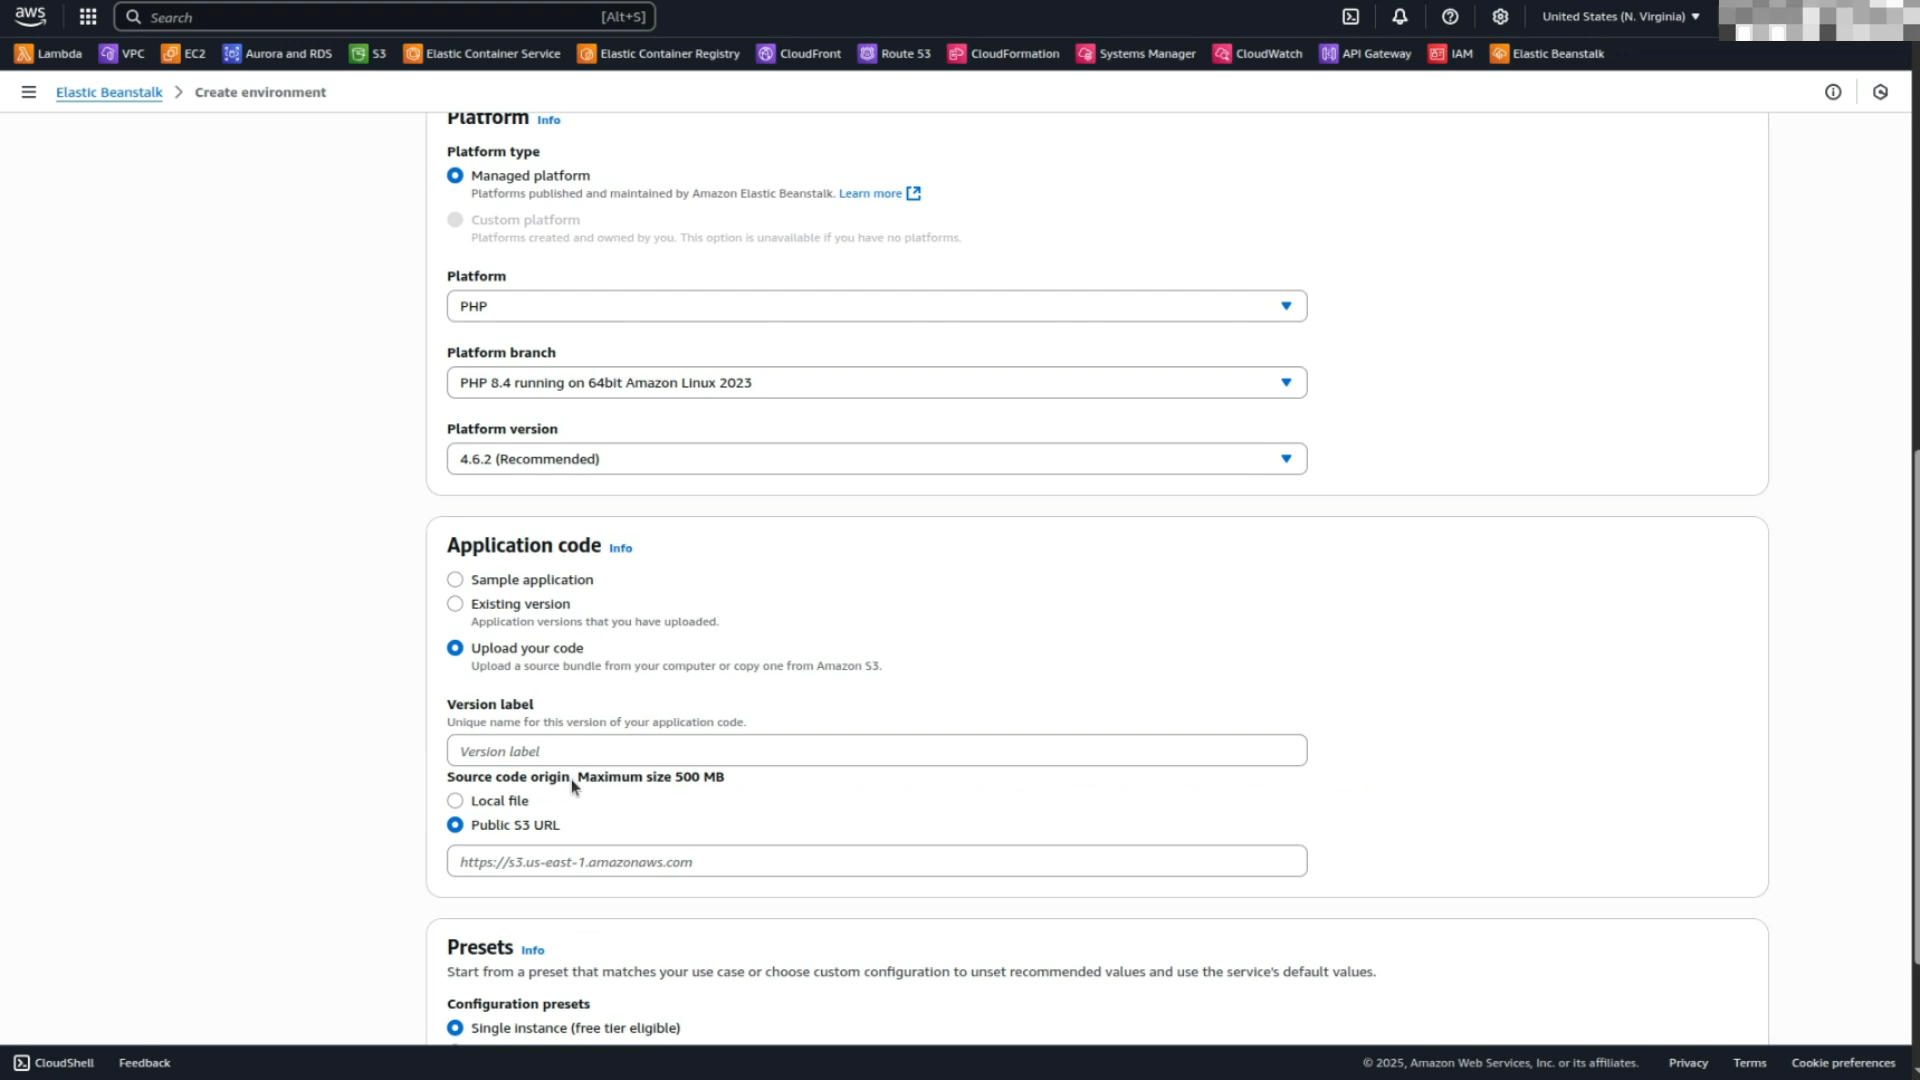 aws
Search [Alt+S]
United States (N. Virginia)
Lambda VPC EC2 Aurora and RDS S3 Elastic Container Service Elastic Container Registry CloudFront Route 53 CloudFormation Systems Manager CloudWatch API Gateway IAM Elastic Beanstalk
Elastic Beanstalk > Create environment
Platform Info
Platform type
Managed platform
Platforms published and maintained by Amazon Elastic Beanstalk. Learn more
Custom platform
Platforms created and owned by you. This option is unavailable if you have no platforms.
Platform
PHP
Platform branch
PHP 8.4 running on 64bit Amazon Linux 2023
Platform version
4.6.2 (Recommended)
Application code Info
Sample application
Existing version
Application versions that you have uploaded.
Upload your code
Upload a source bundle from your computer or copy one from Amazon S3.
Version label
Unique name for this version of your application code.
Version label
Source code origin. Maximum size 500 MB
Local file
Public S3 URL
https://s3.us-east-1.amazonaws.com
Presets Info
Start from a preset that matches your use case or choose custom configuration to unset recommended values and use the service's default values.
Configuration presets
Single instance (free tier eligible)
CloudShell Feedback © 2025, Amazon Web Services, Inc. or its affiliates. Privacy Terms Cookie preferences